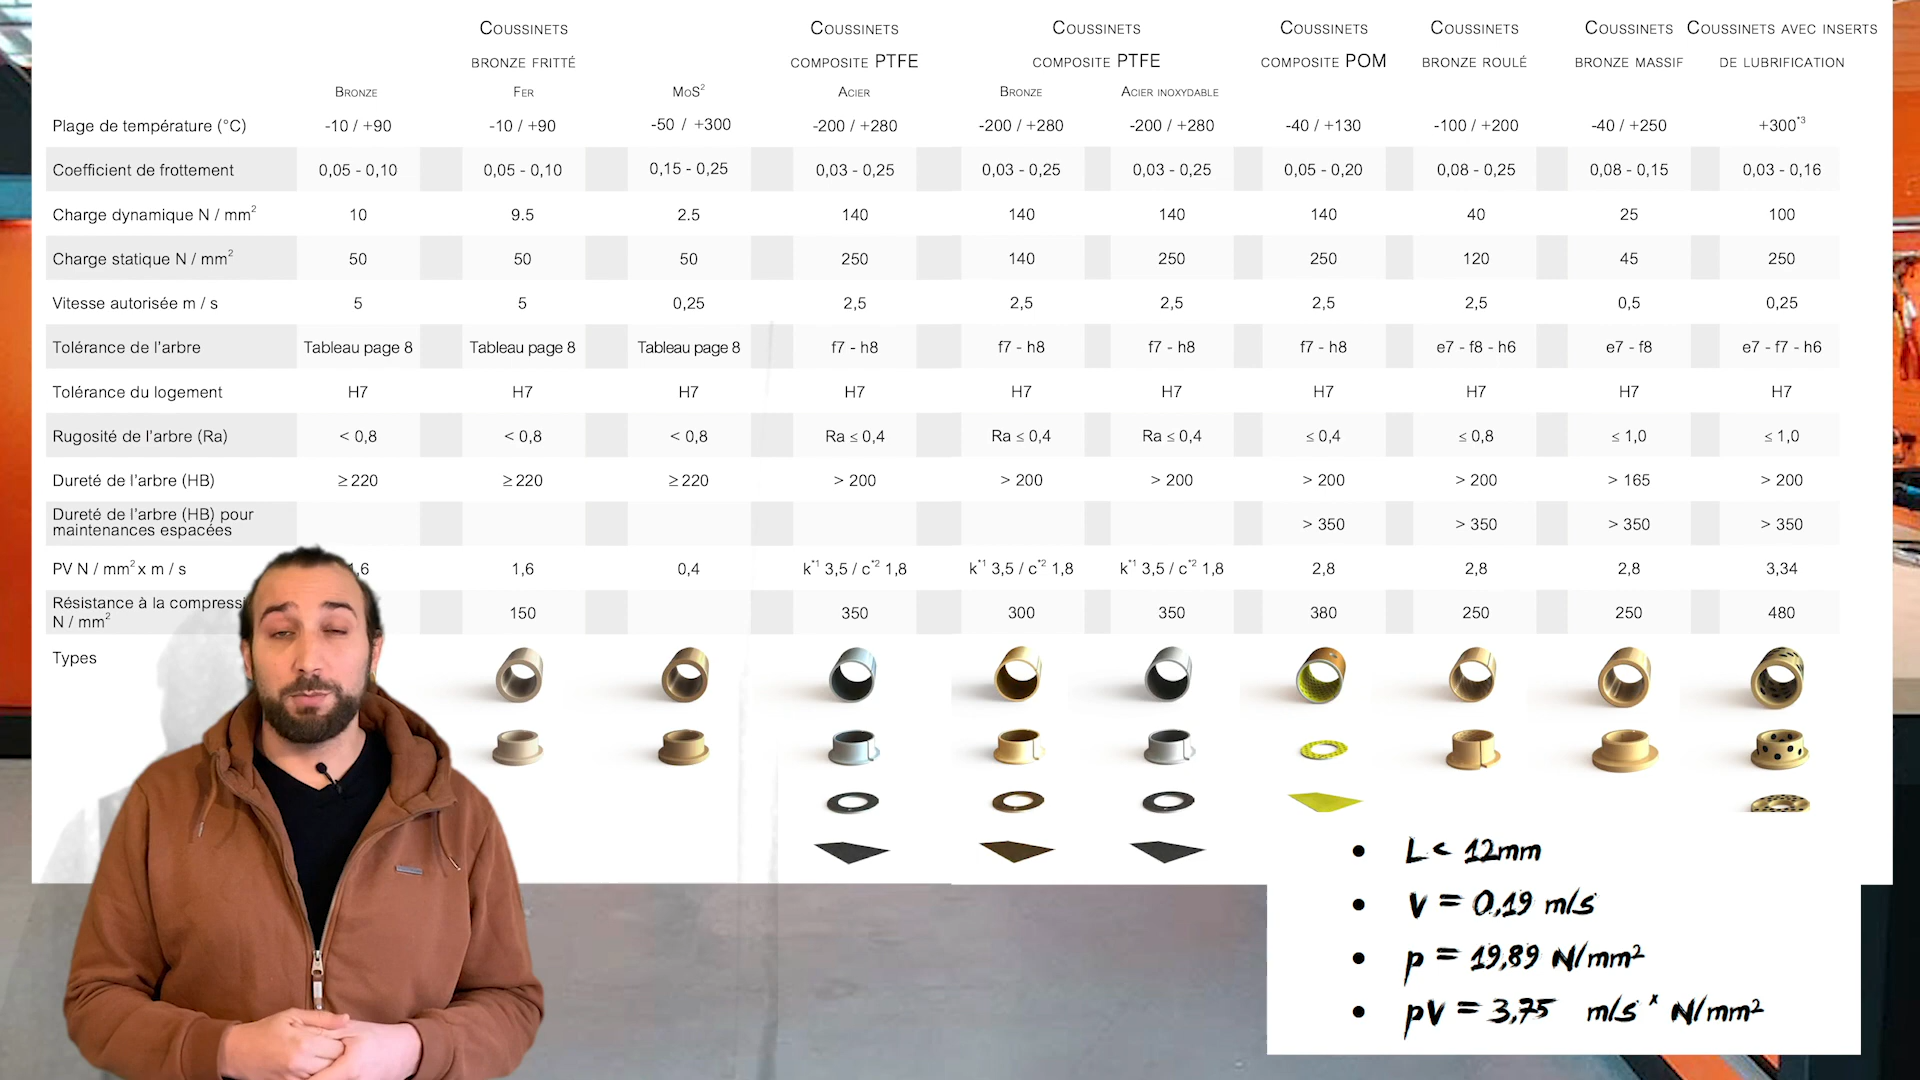 Coussinets Coussinets Coussinets Coussinets Coussinets Coussinets Coussinets avec inserts
bronze fritté composite PTFE composite PTFE composite POM bronze roulé bronze massif de lubrification
Bronze Fer MoS² Acier Bronze Acier inoxydable
Plage de température (°C) -10 / +90 -10 / +90 -50 / +300 -200 / +280 -200 / +280 -200 / +280 -40 / +130 -100 / +200 -40 / +250 +300*³
Coefficient de frottement 0,05 - 0,10 0,05 - 0,10 0,15 - 0,25 0,03 - 0,25 0,03 - 0,25 0,03 - 0,25 0,05 - 0,20 0,08 - 0,25 0,08 - 0,15 0,03 - 0,16
Charge dynamique N / mm² 10 9.5 2.5 140 140 140 140 40 25 100
Charge statique N / mm² 50 50 50 250 140 250 250 120 45 250
Vitesse autorisée m / s 5 5 0,25 2,5 2,5 2,5 2,5 2,5 0,5 0,25
Tolérance de l'arbre Tableau page 8 Tableau page 8 Tableau page 8 f7 - h8 f7 - h8 f7 - h8 f7 - h8 e7 - f8 - h6 e7 - f8 e7 - f7 - h6
Tolérance du logement H7 H7 H7 H7 H7 H7 H7 H7 H7 H7
Rugosité de l'arbre (Ra) < 0,8 < 0,8 < 0,8 Ra ≤ 0,4 Ra ≤ 0,4 Ra ≤ 0,4 ≤ 0,4 ≤ 0,8 ≤ 1,0 ≤ 1,0
Dureté de l'arbre (HB) ≥ 220 ≥ 220 ≥ 220 > 200 > 200 > 200 > 200 > 200 > 165 > 200
Dureté de l'arbre (HB) pour
maintenances espacées > 350 > 350 > 350 > 350
PV N / mm² x m / s ,6 1,6 0,4 k*¹ 3,5 / c*² 1,8 k*¹ 3,5 / c*² 1,8 k*¹ 3,5 / c*² 1,8 2,8 2,8 2,8 3,34
Résistance à la compressi
N / mm² 150 350 300 350 380 250 250 480
Types
• L < 12mm
• v = 0,19 m/s
• p = 19,89 N/mm²
• pv = 3,75 m/s * N/mm²